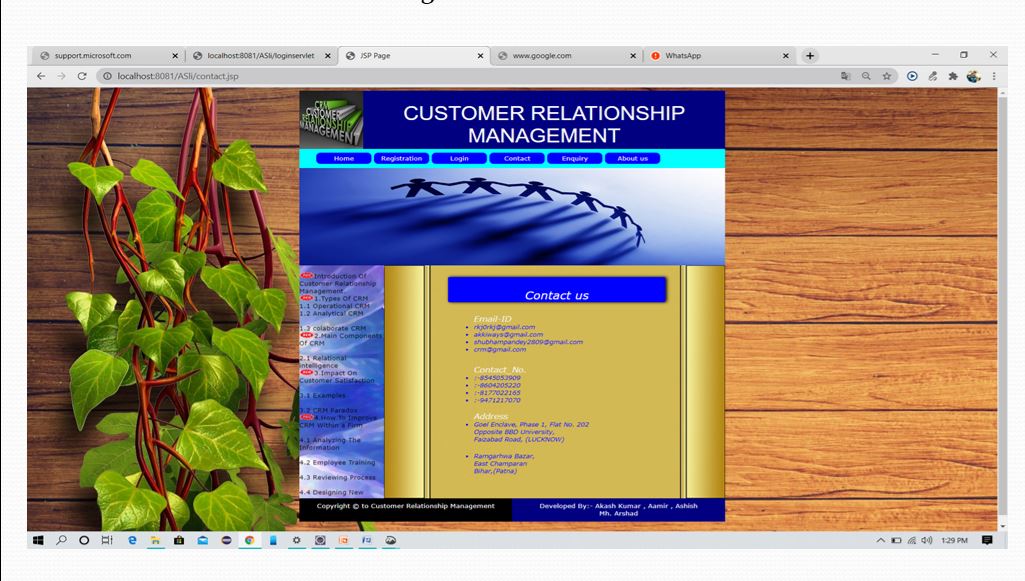 support.microsoft.com
localhost:8081/ASli/loginservlet
JSP Page
www.google.com
WhatsApp
localhost:8081/ASli/contact.jsp
CRM
CUSTOMER
RELATIONSHIP
MANAGEMENT
CUSTOMER RELATIONSHIP
MANAGEMENT
Home
Registration
Login
Contact
Enquiry
About us
Introduction Of
Customer Relationship
Management
1.Types Of CRM
1.1 Operational CRM
1.2 Analytical CRM
1.3 colaborate CRM
2.Main Components
Of CRM
2.1 Relational
intelligence
3.Impact On
Customer Satisfaction
3.1 Examples
3.2 CRM Paradox
4.How To Improve
CRM Within a Firm
4.1 Analyzing The
Information
4.2 Employee Training
4.3 Reviewing Process
4.4 Designing New
Contact us
Email-ID
rkj0rkj@gmail.com
akkiways@gmail.com
shubhampandey2809@gmail.com
crm@gmail.com
Contact_No.
:-8545053909
:-8604205220
:-8177022165
:-9471217070
Address
Goel Enclave, Phase 1, Flat No. 202
Opposite BBD University,
Faizabad Road, (LUCKNOW)
Ramgarhwa Bazar,
East Champaran
Bihar,(Patna)
Copyright © to Customer Relationship Management
Developed By:- Akash Kumar , Aamir , Ashish
Mh. Arshad
1:29 PM